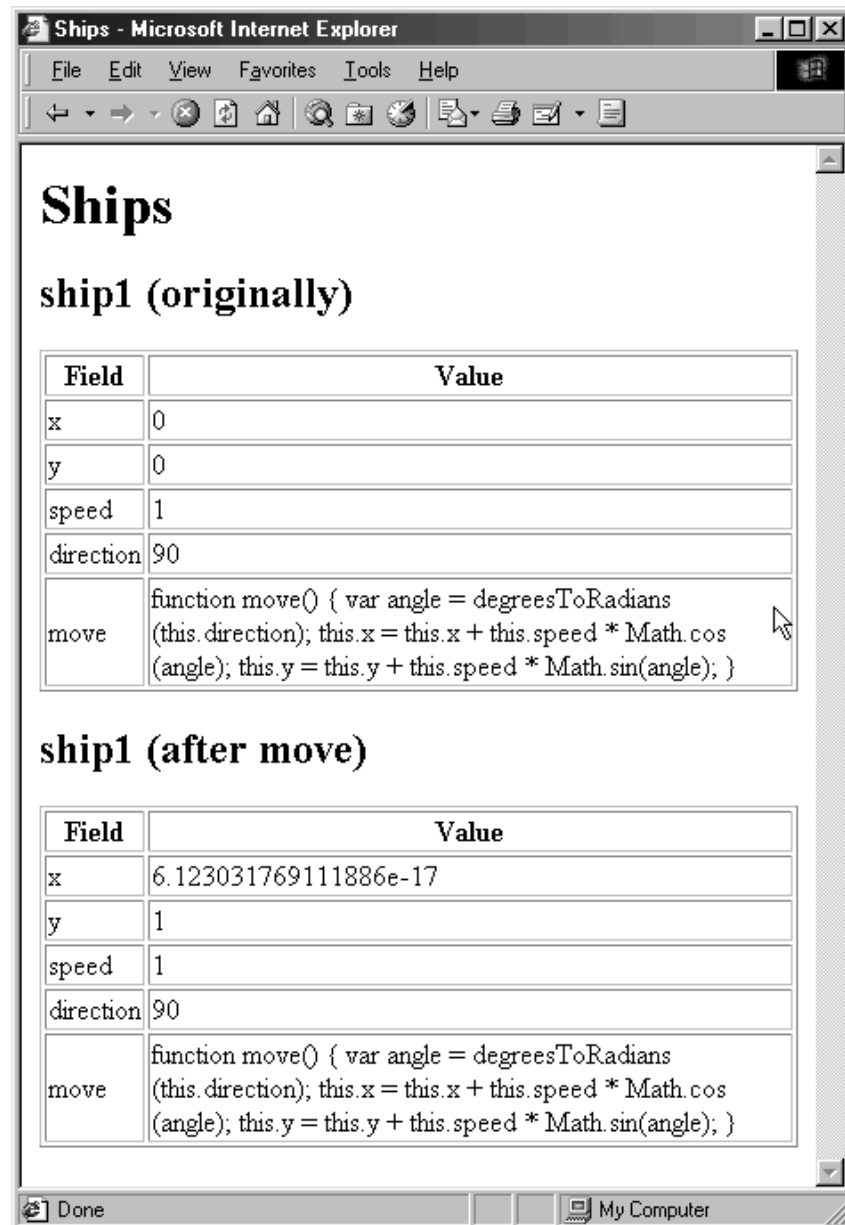 Ships - Microsoft Internet Explorer
File Edit View Favorites Tools Help
Ships
ship1 (originally)
Field Value
x 0
y 0
speed 1
direction 90
move function move() { var angle = degreesToRadians
(this.direction); this.x = this.x + this.speed * Math.cos
(angle); this.y = this.y + this.speed * Math.sin(angle); }
ship1 (after move)
Field Value
x 6.123031769111886e-17
y 1
speed 1
direction 90
move function move() { var angle = degreesToRadians
(this.direction); this.x = this.x + this.speed * Math.cos
(angle); this.y = this.y + this.speed * Math.sin(angle); }
Done My Computer